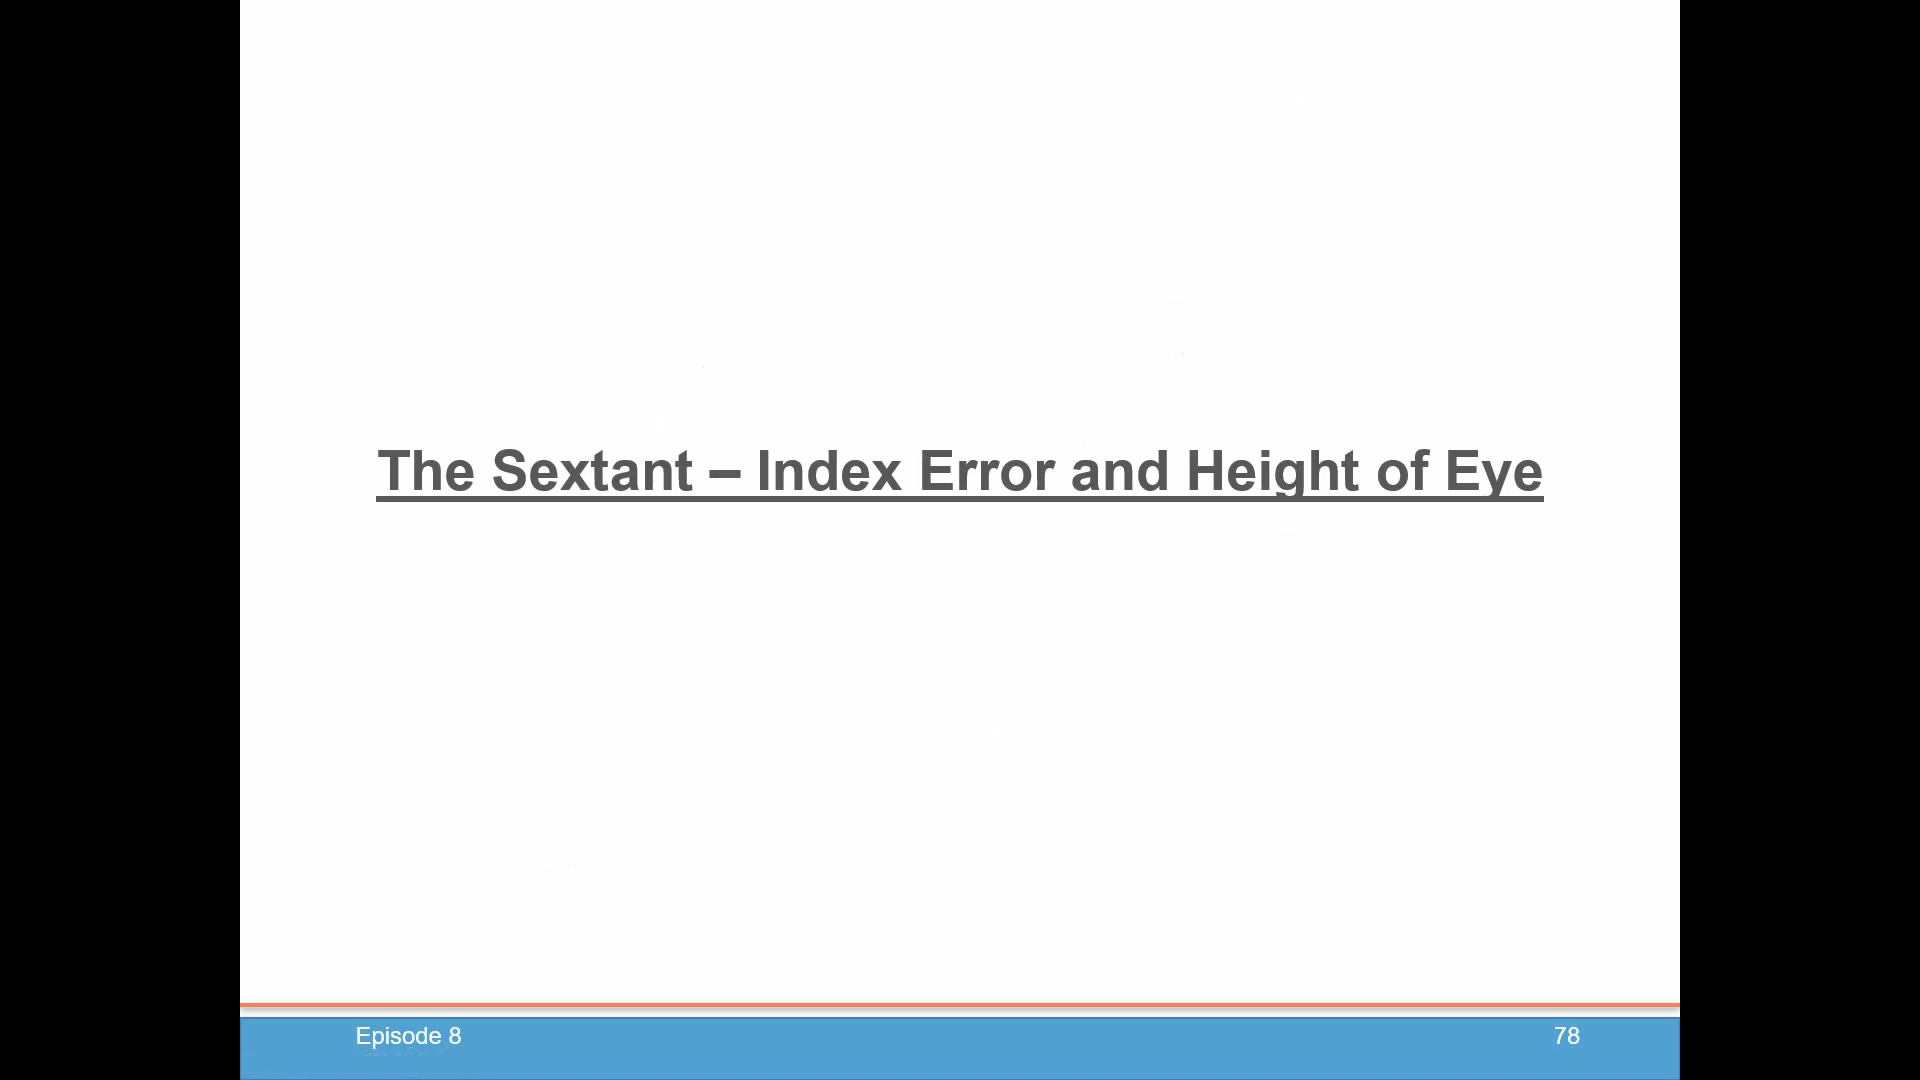 The Sextant – Index Error and Height of Eye
Episode 8
78